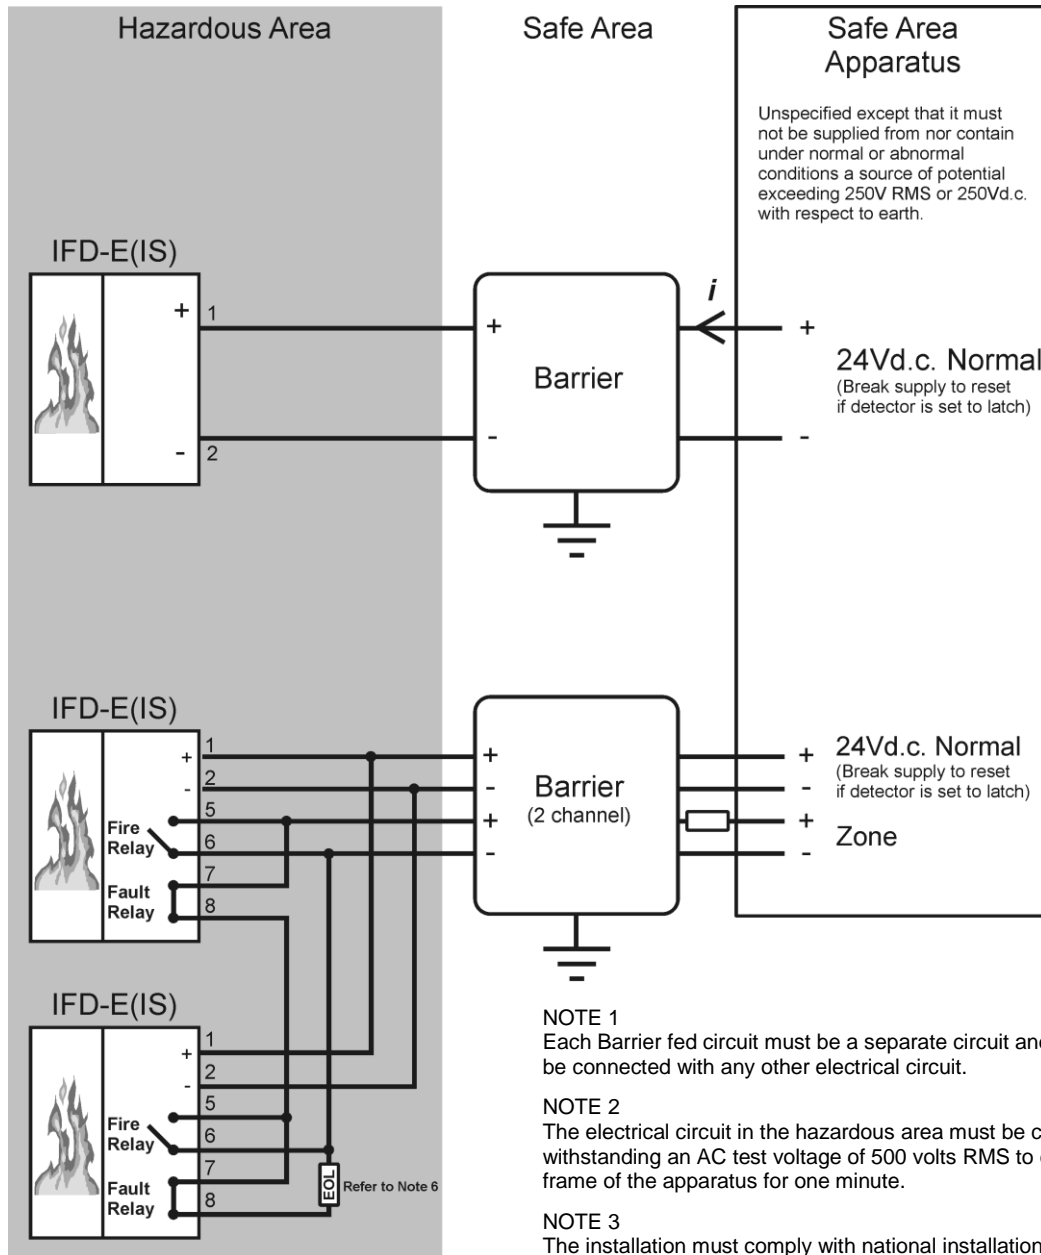 Hazardous Area
Safe Area
Safe Area
Apparatus
Unspecified except that it must
not be supplied from nor contain
under normal or abnormal
conditions a source of potential
exceeding 250V RMS or 250Vd.c.
with respect to earth.
IFD-E(IS)
+ 1
- 2
+
Barrier
-
i
+
24Vd.c. Normal
(Break supply to reset
if detector is set to latch)
-
IFD-E(IS)
+ 1
- 2
5
Fire
Relay
6
7
Fault
Relay
8
+
-
+
-
Barrier
(2 channel)
+
-
24Vd.c. Normal
(Break supply to reset
if detector is set to latch)
+
-
Zone
IFD-E(IS)
+ 1
- 2
5
Fire
Relay
6
7
Fault
Relay
8
EOL
Refer to Note 6
NOTE 1
Each Barrier fed circuit must be a separate circuit and
be connected with any other electrical circuit.
NOTE 2
The electrical circuit in the hazardous area must be
withstanding an AC test voltage of 500 volts RMS to
frame of the apparatus for one minute.
NOTE 3
The installation must comply with national installation